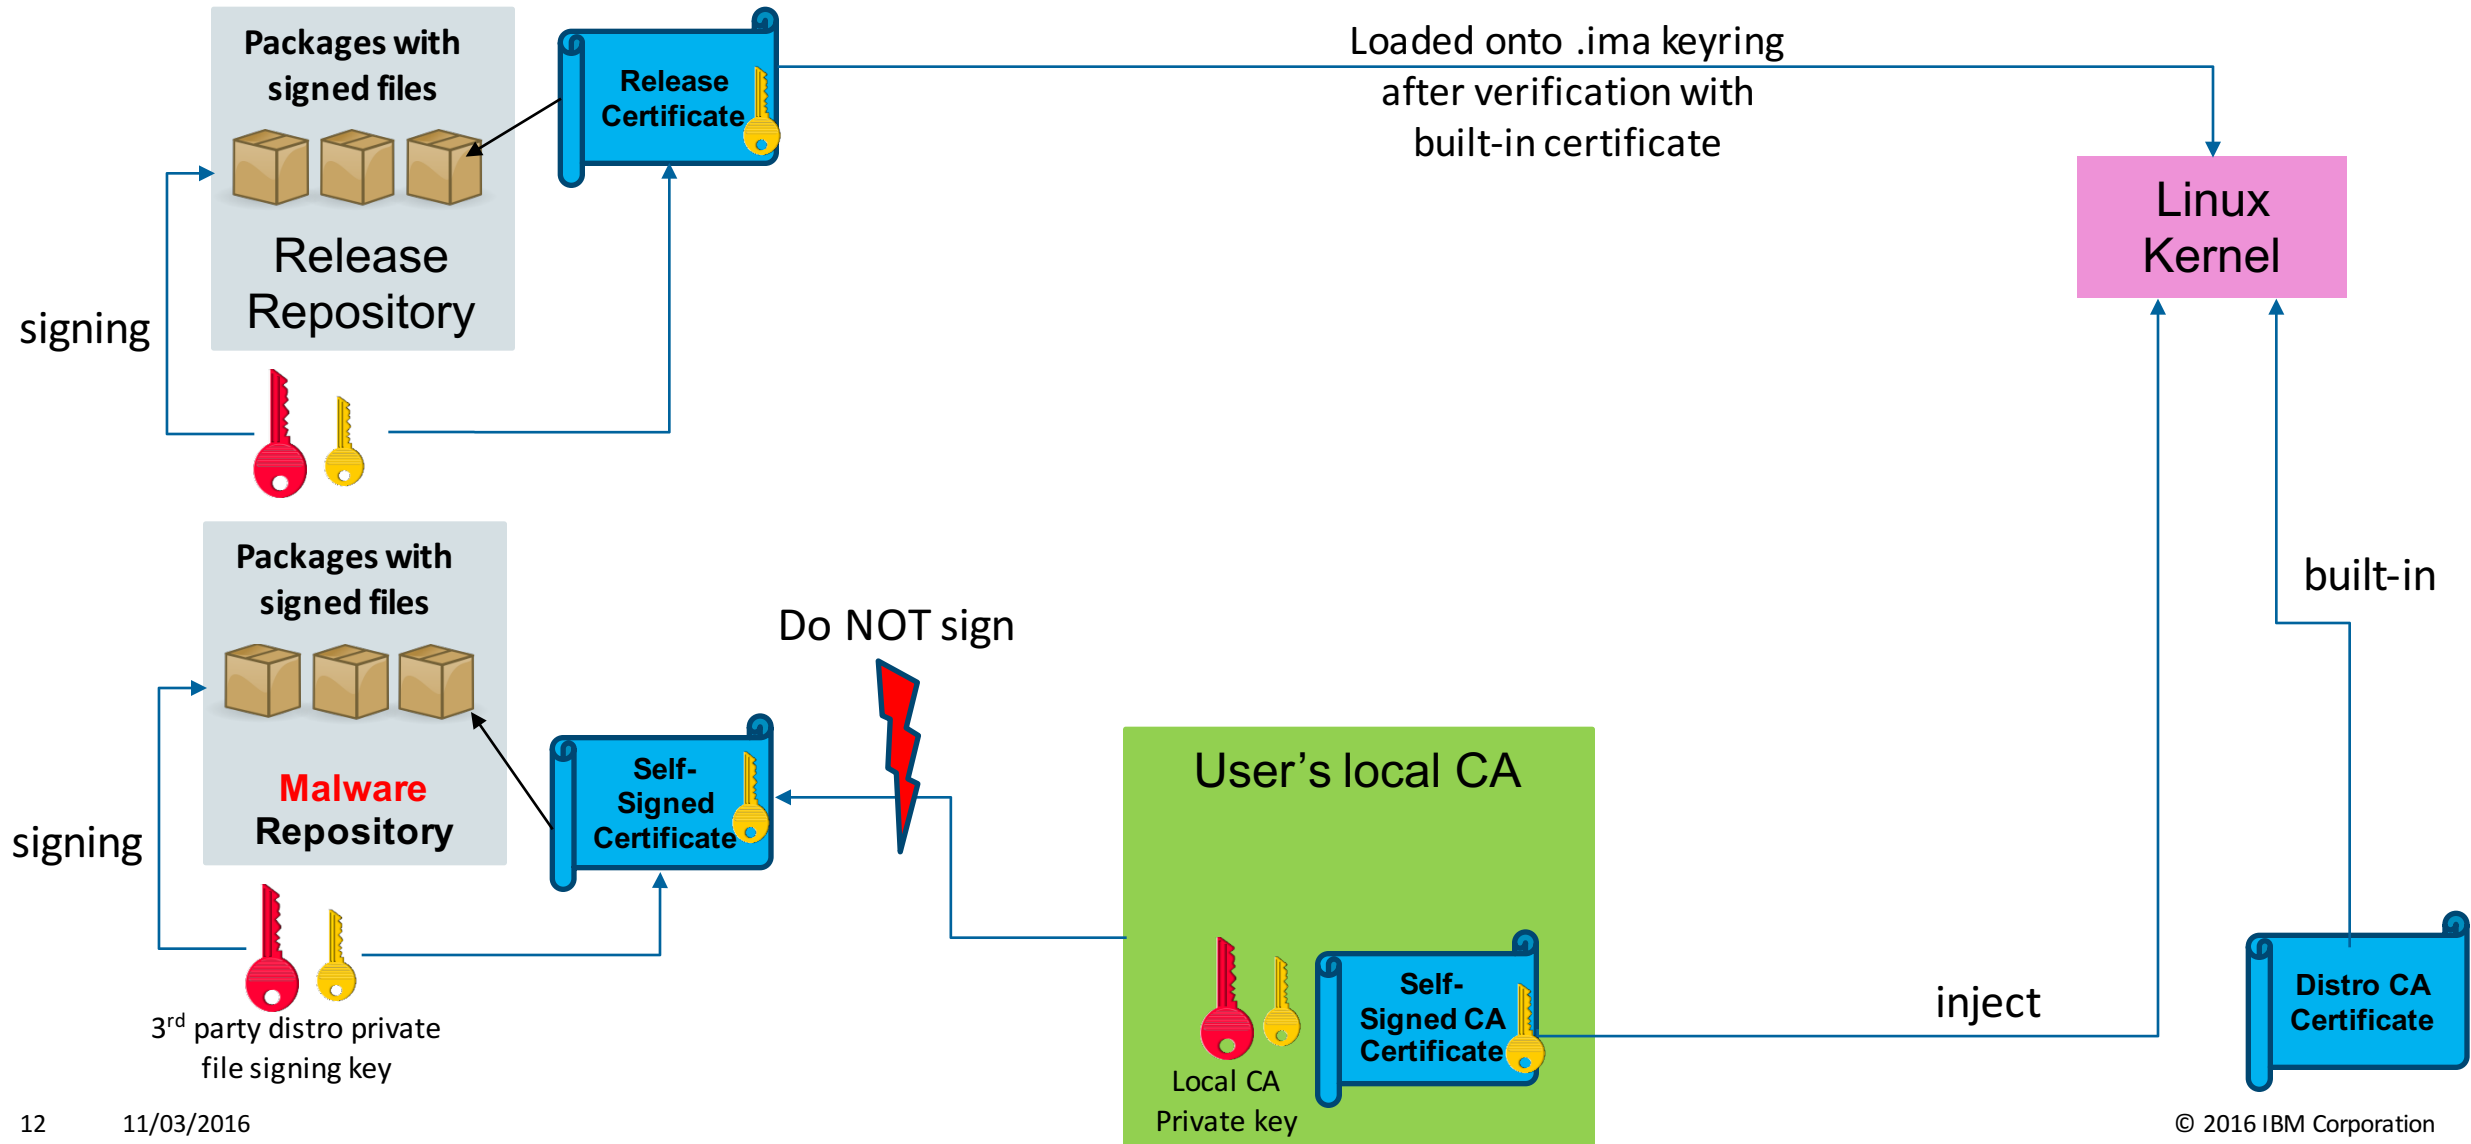 Packages with
signed files
Release
Repository
signing
Release
Certificate
Loaded onto .ima keyring
after verification with
built-in certificate
Linux
Kernel
Packages with
signed files
Malware
Repository
signing
3rd party distro private
file signing key
Self-
Signed
Certificate
Do NOT sign
User’s local CA
Local CA
Private key
Self-
Signed CA
Certificate
inject
built-in
Distro CA
Certificate
12
11/03/2016
© 2016 IBM Corporation